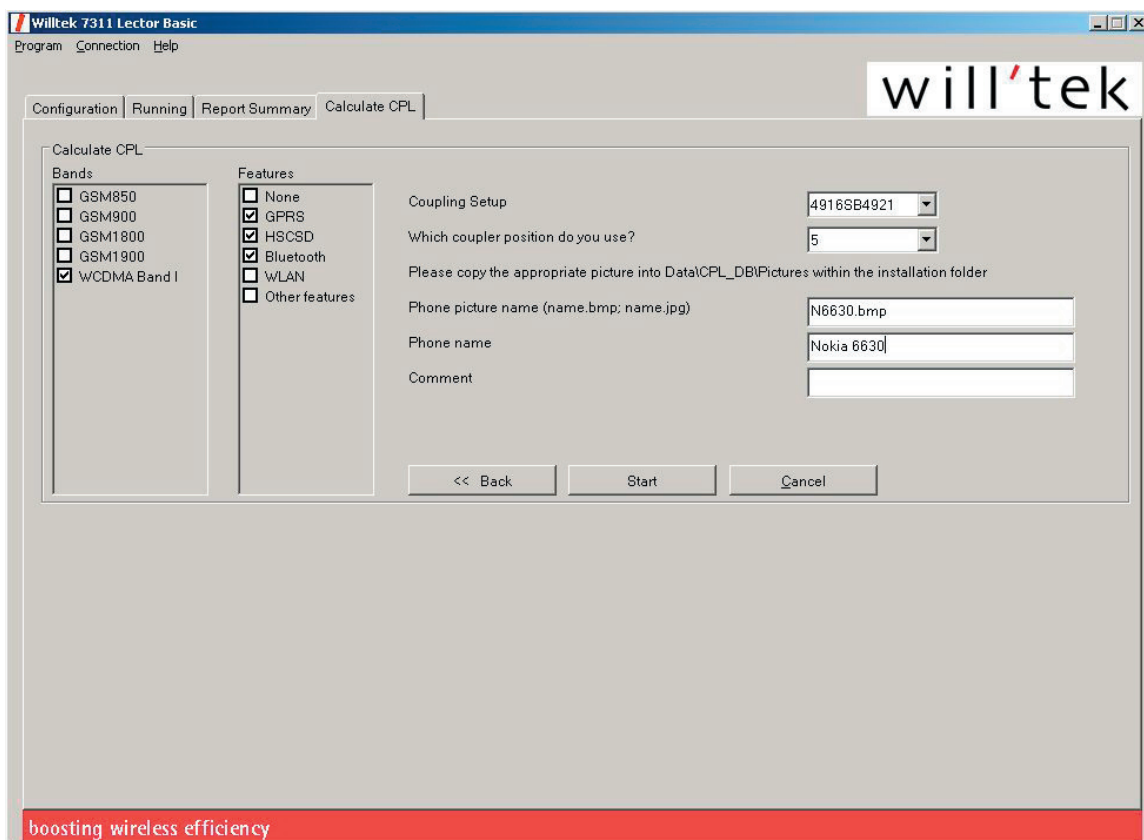 Willtek 7311 Lector Basic
Program Connection Help
will'tek
Configuration Running Report Summary Calculate CPL
Calculate CPL
Bands Features
GSM850 None
GSM900 GPRS
GSM1800 HSCSD
GSM1900 Bluetooth
WCDMA Band I WLAN
Other features
Coupling Setup 4916SB4921
Which coupler position do you use? 5
Please copy the appropriate picture into Data\CPL_DB\Pictures within the installation folder
Phone picture name (name.bmp; name.jpg) N6630.bmp
Phone name Nokia 6630
Comment
<< Back Start Cancel
boosting wireless efficiency